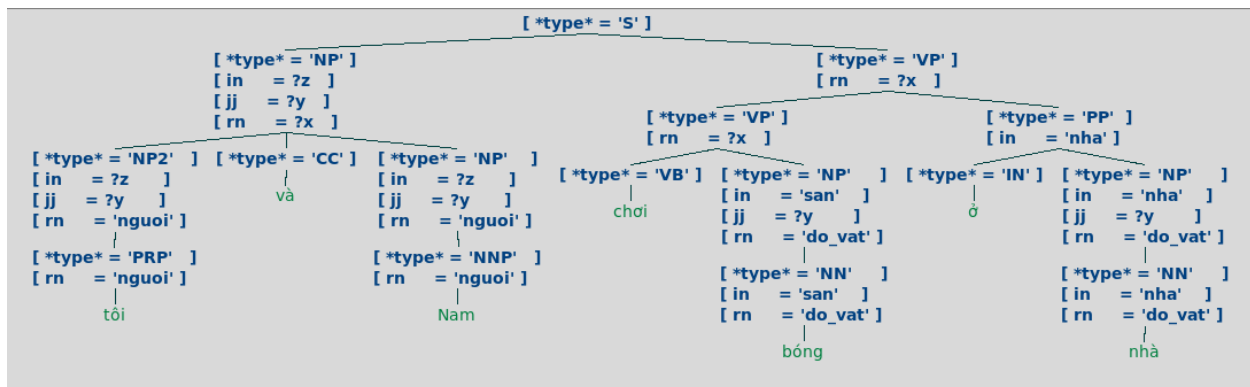 [ *type* = 'S' ]
[ *type* = 'NP' ] [ *type* = 'VP' ]
[ in = ?z ] [ rn = ?x ]
[ jj = ?y ]
[ rn = ?x ]
[ *type* = 'VP' ] [ *type* = 'PP' ]
[ rn = ?x ] [ in = 'nha' ]
[ *type* = 'NP2' ] [ *type* = 'CC' ] [ *type* = 'NP' ]
[ in = ?z ] và [ in = ?z ]
[ jj = ?y ] [ jj = ?y ]
[ rn = 'nguoi' ] [ rn = 'nguoi' ]
[ *type* = 'VB' ] [ *type* = 'NP' ] [ *type* = 'IN' ] [ *type* = 'NP' ]
chơi [ in = 'san' ] ở [ in = 'nha' ]
[ jj = ?y ] [ jj = ?y ]
[ rn = 'do_vat' ] [ rn = 'do_vat' ]
[ *type* = 'PRP' ] [ *type* = 'NNP' ]
[ rn = 'nguoi' ] [ rn = 'nguoi' ]
tôi Nam
[ *type* = 'NN' ] [ *type* = 'NN' ]
[ in = 'san' ] [ in = 'nha' ]
[ rn = 'do_vat' ] [ rn = 'do_vat' ]
bóng nhà